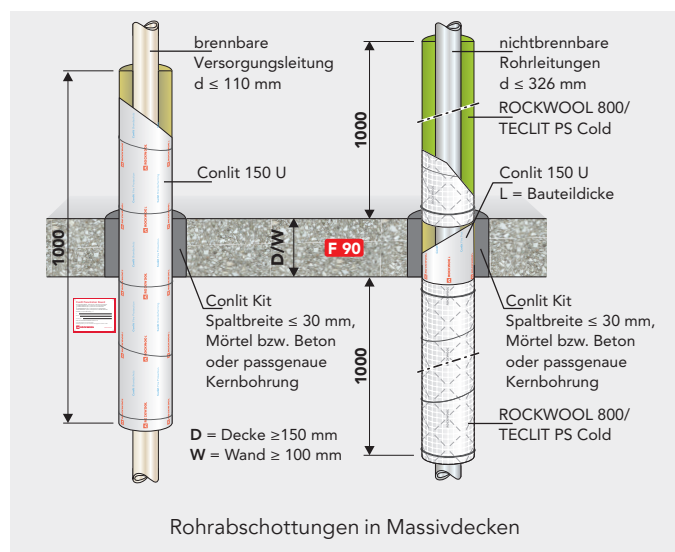 brennbare
Versorgungsleitung
d ≤ 110 mm
nichtbrennbare
Rohrleitungen
d ≤ 326 mm
ROCKWOOL 800/
TECLIT PS Cold
1000
Conlit 150 U
Conlit 150 U
L = Bauteildicke
1000
D/W
F 90
Conlit Kit
Spaltbreite ≤ 30 mm,
Mörtel bzw. Beton
oder passgenaue
Kernbohrung
Conlit Kit
Spaltbreite ≤ 30 mm,
Mörtel bzw. Beton
oder passgenaue
Kernbohrung
1000
D = Decke ≥150 mm
W = Wand ≥ 100 mm
ROCKWOOL 800/
TECLIT PS Cold
Rohrabschottungen in Massivdecken